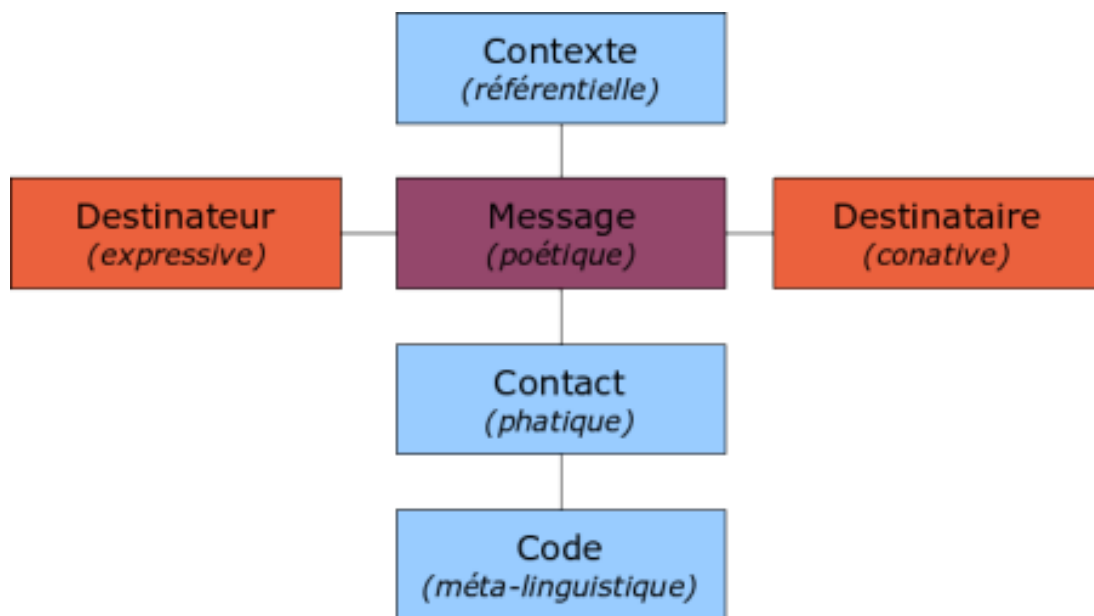 Contexte
(référentielle)
Destinateur
(expressive)
Message
(poétique)
Destinataire
(conative)
Contact
(phatique)
Code
(méta-linguistique)